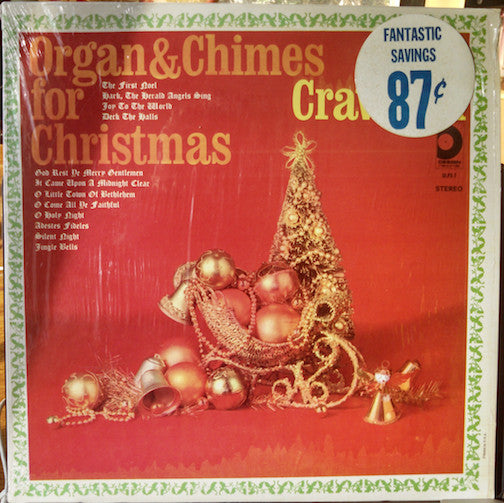 Organ&Chimes
for
Christmas
The First Noel
Hark, The Herald Angels Sing
Joy To The World
Deck The Halls
God Rest Ye Merry Gentlemen
It Came Upon A Midnight Clear
O Little Town Of Bethlehem
O Come All Ye Faithful
O Holy Night
Adestes Fideles
Silent Night
Jingle Bells
FANTASTIC
SAVINGS
87¢
STEREO